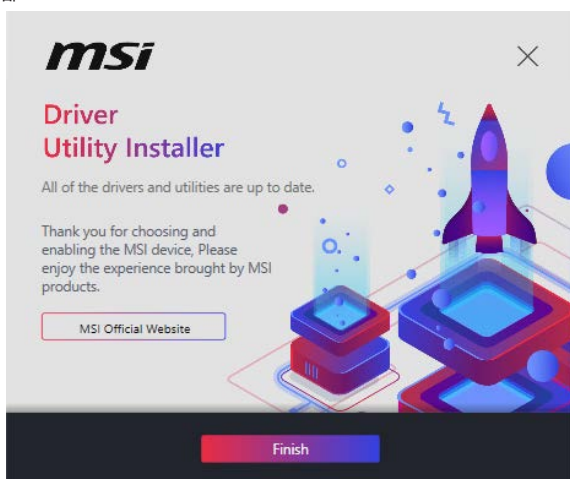 msi
Driver
Utility Installer
All of the drivers and utilities are up to date.
Thank you for choosing and
enabling the MSI device, Please
enjoy the experience brought by MSI
products.
MSI Official Website
Finish